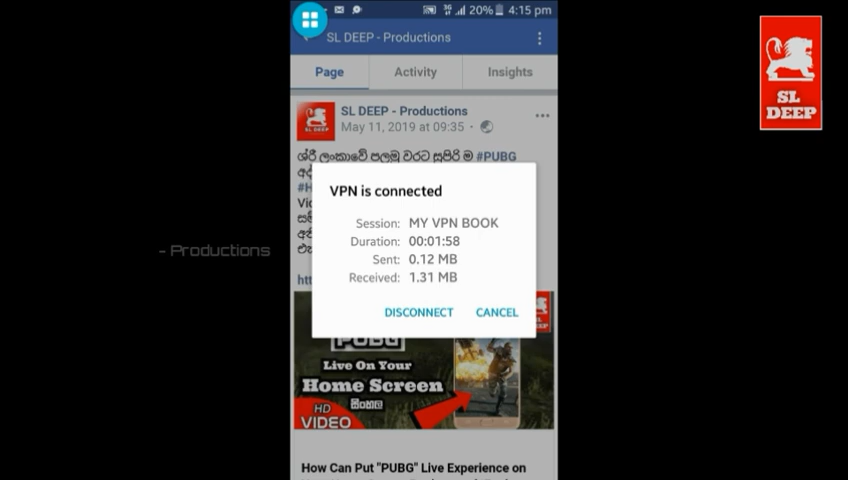 20% 4:15 pm
SL DEEP - Productions
Page Activity Insights
SL DEEP - Productions
May 11, 2019 at 09:35
ශ්‍රී ලංකාවේ පලමු වරට සුපිරි ම #PUBG
VPN is connected
Session: MY VPN BOOK
Duration: 00:01:58
Sent: 0.12 MB
Received: 1.31 MB
DISCONNECT CANCEL
PUBG
Live On Your
Home Screen
සිංහල
HD
VIDEO
How Can Put "PUBG" Live Experience on
- Productions
SL
DEEP